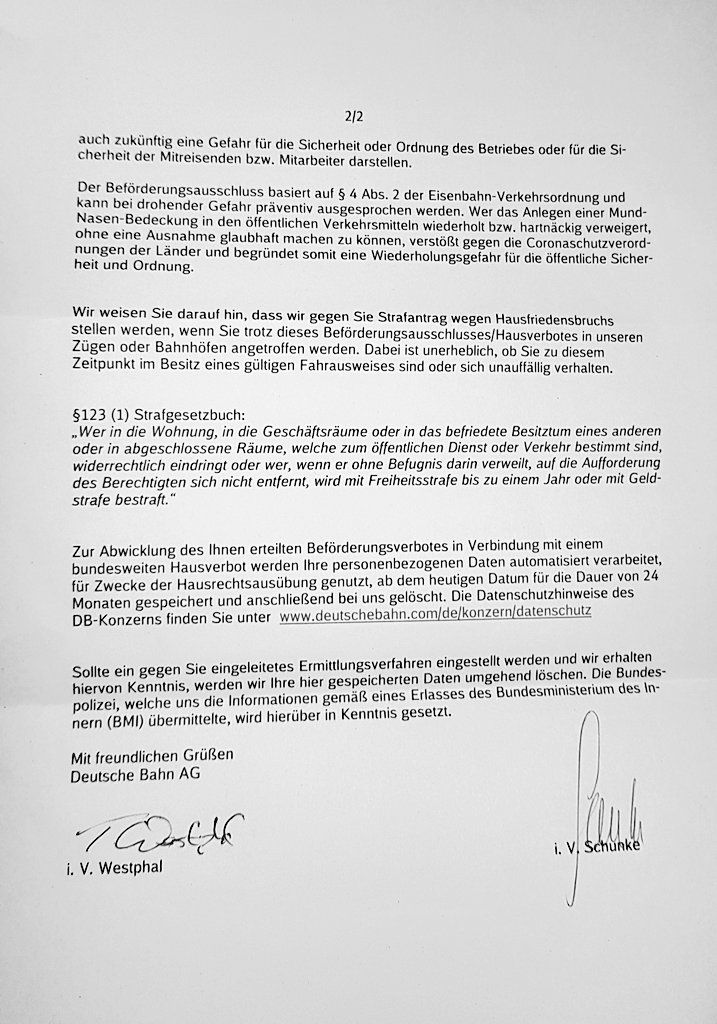 2/2
auch zukünftig eine Gefahr für die Sicherheit oder Ordnung des Betriebes oder für die Si-
cherheit der Mitreisenden bzw. Mitarbeiter darstellen.
Der Beförderungsausschluss basiert auf § 4 Abs. 2 der Eisenbahn-Verkehrsordnung und
kann bei drohender Gefahr präventiv ausgesprochen werden. Wer das Anlegen einer Mund-
Nasen-Bedeckung in den öffentlichen Verkehrsmitteln wiederholt bzw. hartnäckig verweigert,
ohne eine Ausnahme glaubhaft machen zu können, verstößt gegen die Coronaschutzverord-
nungen der Länder und begründet somit eine Wiederholungsgefahr für die öffentliche Sicher-
heit und Ordnung.
Wir weisen Sie darauf hin, dass wir gegen Sie Strafantrag wegen Hausfriedensbruchs
stellen werden, wenn Sie trotz dieses Beförderungsausschlusses/Hausverbotes in unseren
Zügen oder Bahnhöfen angetroffen werden. Dabei ist unerheblich, ob Sie zu diesem
Zeitpunkt im Besitz eines gültigen Fahrausweises sind oder sich unauffällig verhalten.
§123 (1) Strafgesetzbuch:
„Wer in die Wohnung, in die Geschäftsräume oder in das befriedete Besitztum eines anderen
oder in abgeschlossene Räume, welche zum öffentlichen Dienst oder Verkehr bestimmt sind,
widerrechtlich eindringt oder wer, wenn er ohne Befugnis darin verweilt, auf die Aufforderung
des Berechtigten sich nicht entfernt, wird mit Freiheitsstrafe bis zu einem Jahr oder mit Geld-
strafe bestraft.“
Zur Abwicklung des Ihnen erteilten Beförderungsverbotes in Verbindung mit einem
bundesweiten Hausverbot werden Ihre personenbezogenen Daten automatisiert verarbeitet,
für Zwecke der Hausrechtsausübung genutzt, ab dem heutigen Datum für die Dauer von 24
Monaten gespeichert und anschließend bei uns gelöscht. Die Datenschutzhinweise des
DB-Konzerns finden Sie unter www.deutschebahn.com/de/konzern/datenschutz
Sollte ein gegen Sie eingeleitetes Ermittlungsverfahren eingestellt werden und wir erhalten
hiervon Kenntnis, werden wir Ihre hier gespeicherten Daten umgehend löschen. Die Bundes-
polizei, welche uns die Informationen gemäß eines Erlasses des Bundesministerium des In-
nern (BMI) übermittelte, wird hierüber in Kenntnis gesetzt.
Mit freundlichen Grüßen
Deutsche Bahn AG
i. V. Westphal
i. V. Schunke